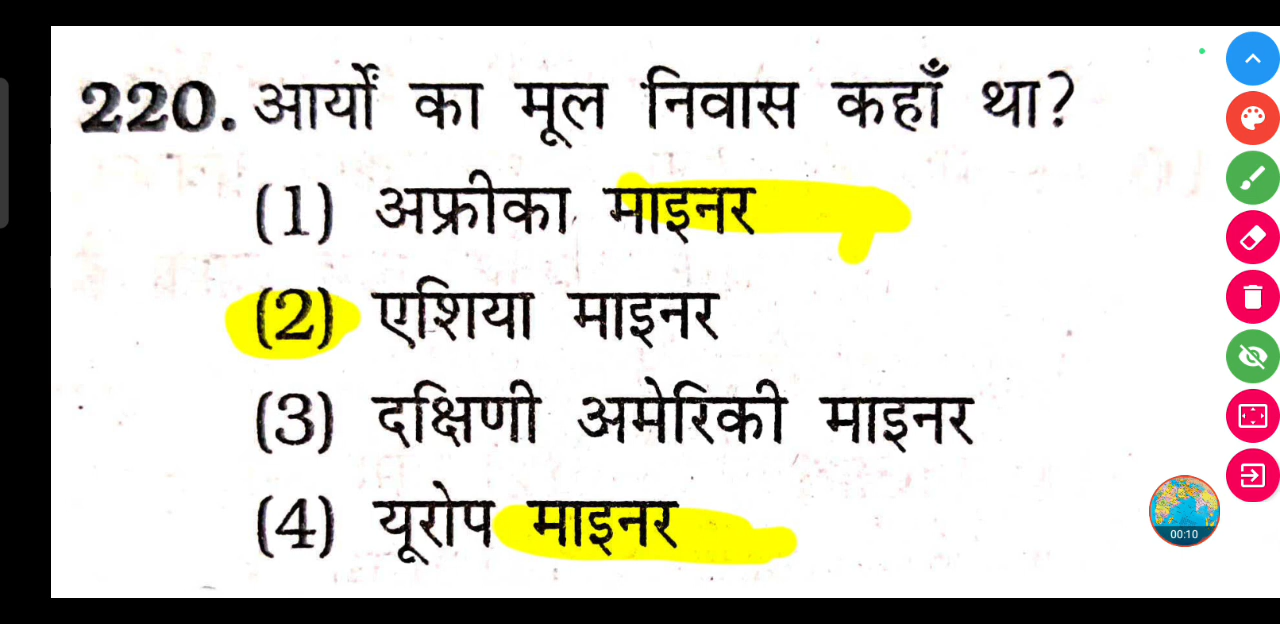 220. आर्यों का मूल निवास कहाँ था?
(1) अफ्रीका माइनर
(2) एशिया माइनर
(3) दक्षिणी अमेरिकी माइनर
(4) यूरोप माइनर
00:10